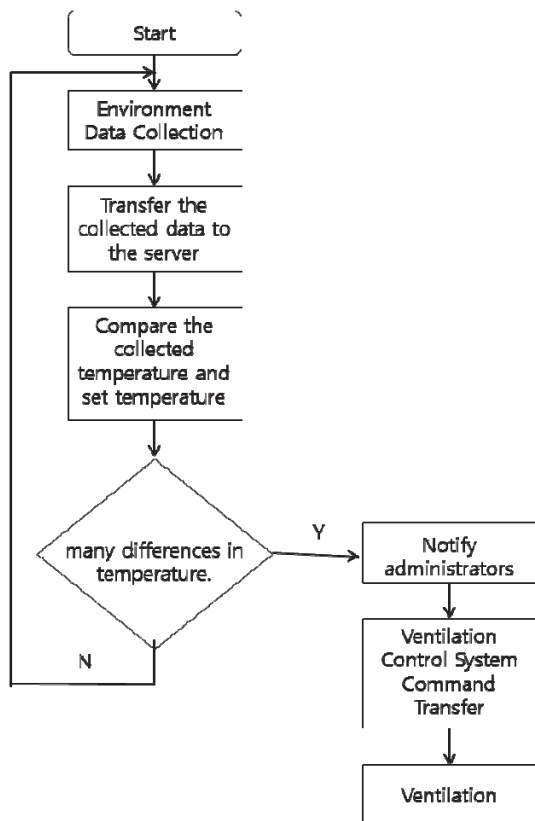 Start
Environment
Data Collection
Transfer the
collected data to
the server
Compare the
collected
temperature and
set temperature
many differences in
temperature.
Y
N
Notify
administrators
Ventilation
Control System
Command
Transfer
Ventilation